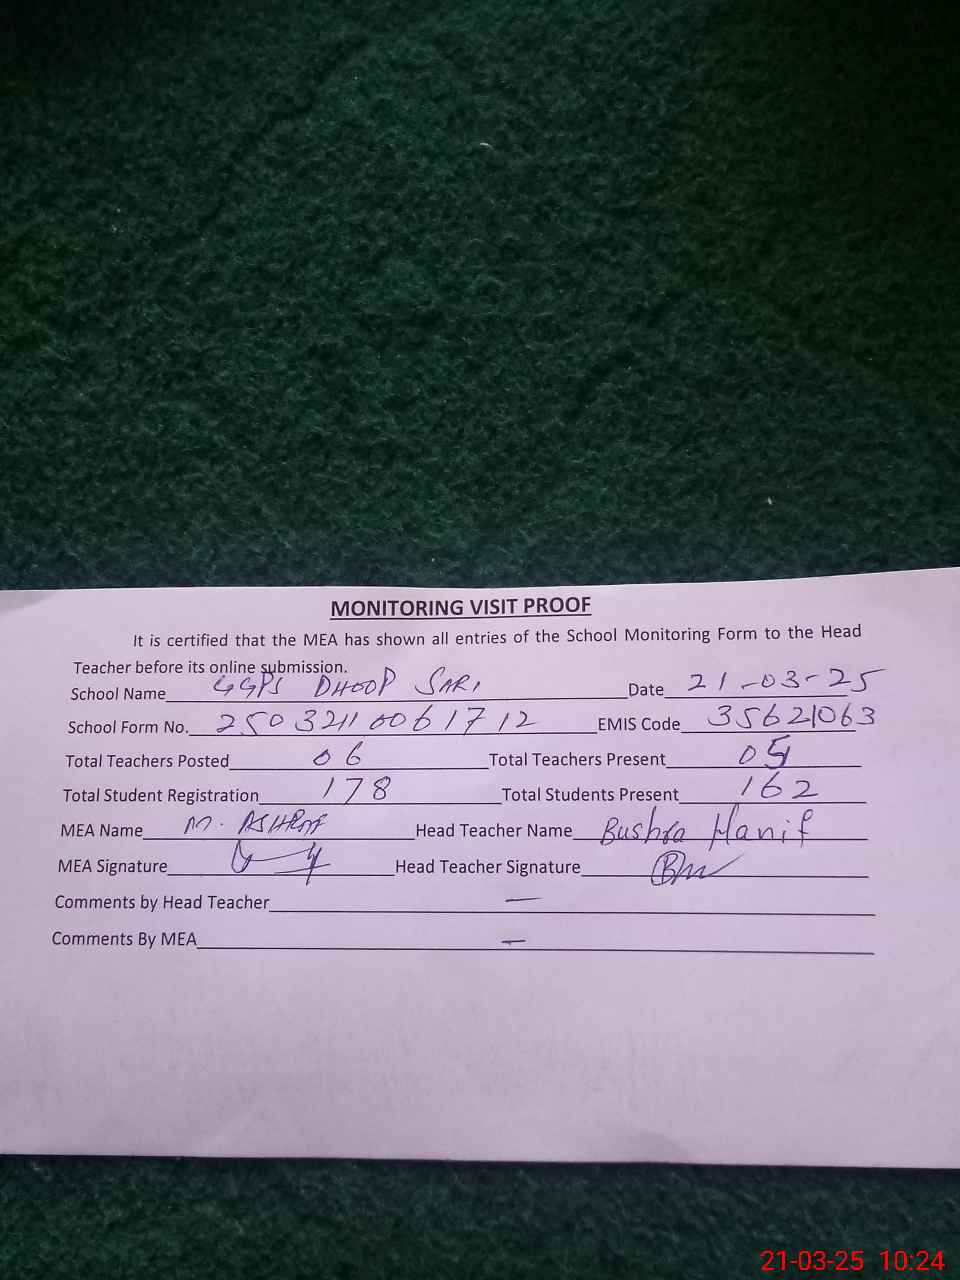 MONITORING VISIT PROOF
It is certified that the MEA has shown all entries of the School Monitoring Form to the Head
Teacher before its online submission.
School Name GGPS DHOOP SARI Date 21-03-25
School Form No. 2503211006 1712 EMIS Code 35621063
Total Teachers Posted 06 Total Teachers Present 05
Total Student Registration 178 Total Students Present 162
MEA Name M. ASHRAF Head Teacher Name Bushra Hanif
MEA Signature Head Teacher Signature
Comments by Head Teacher —
Comments By MEA —
21-03-25 10:24